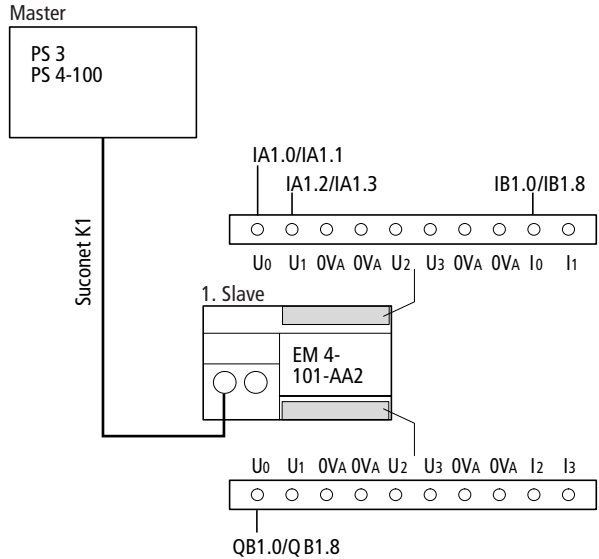 Master
PS 3
PS 4-100
Suconet K1
IA1.0/IA1.1
IA1.2/IA1.3 IB1.0/IB1.8
U0 U1 0VA 0VA U2 U3 0VA 0VA I0 I1
1. Slave
EM 4-
101-AA2
U0 U1 0VA 0VA U2 U3 0VA 0VA I2 I3
QB1.0/Q B1.8